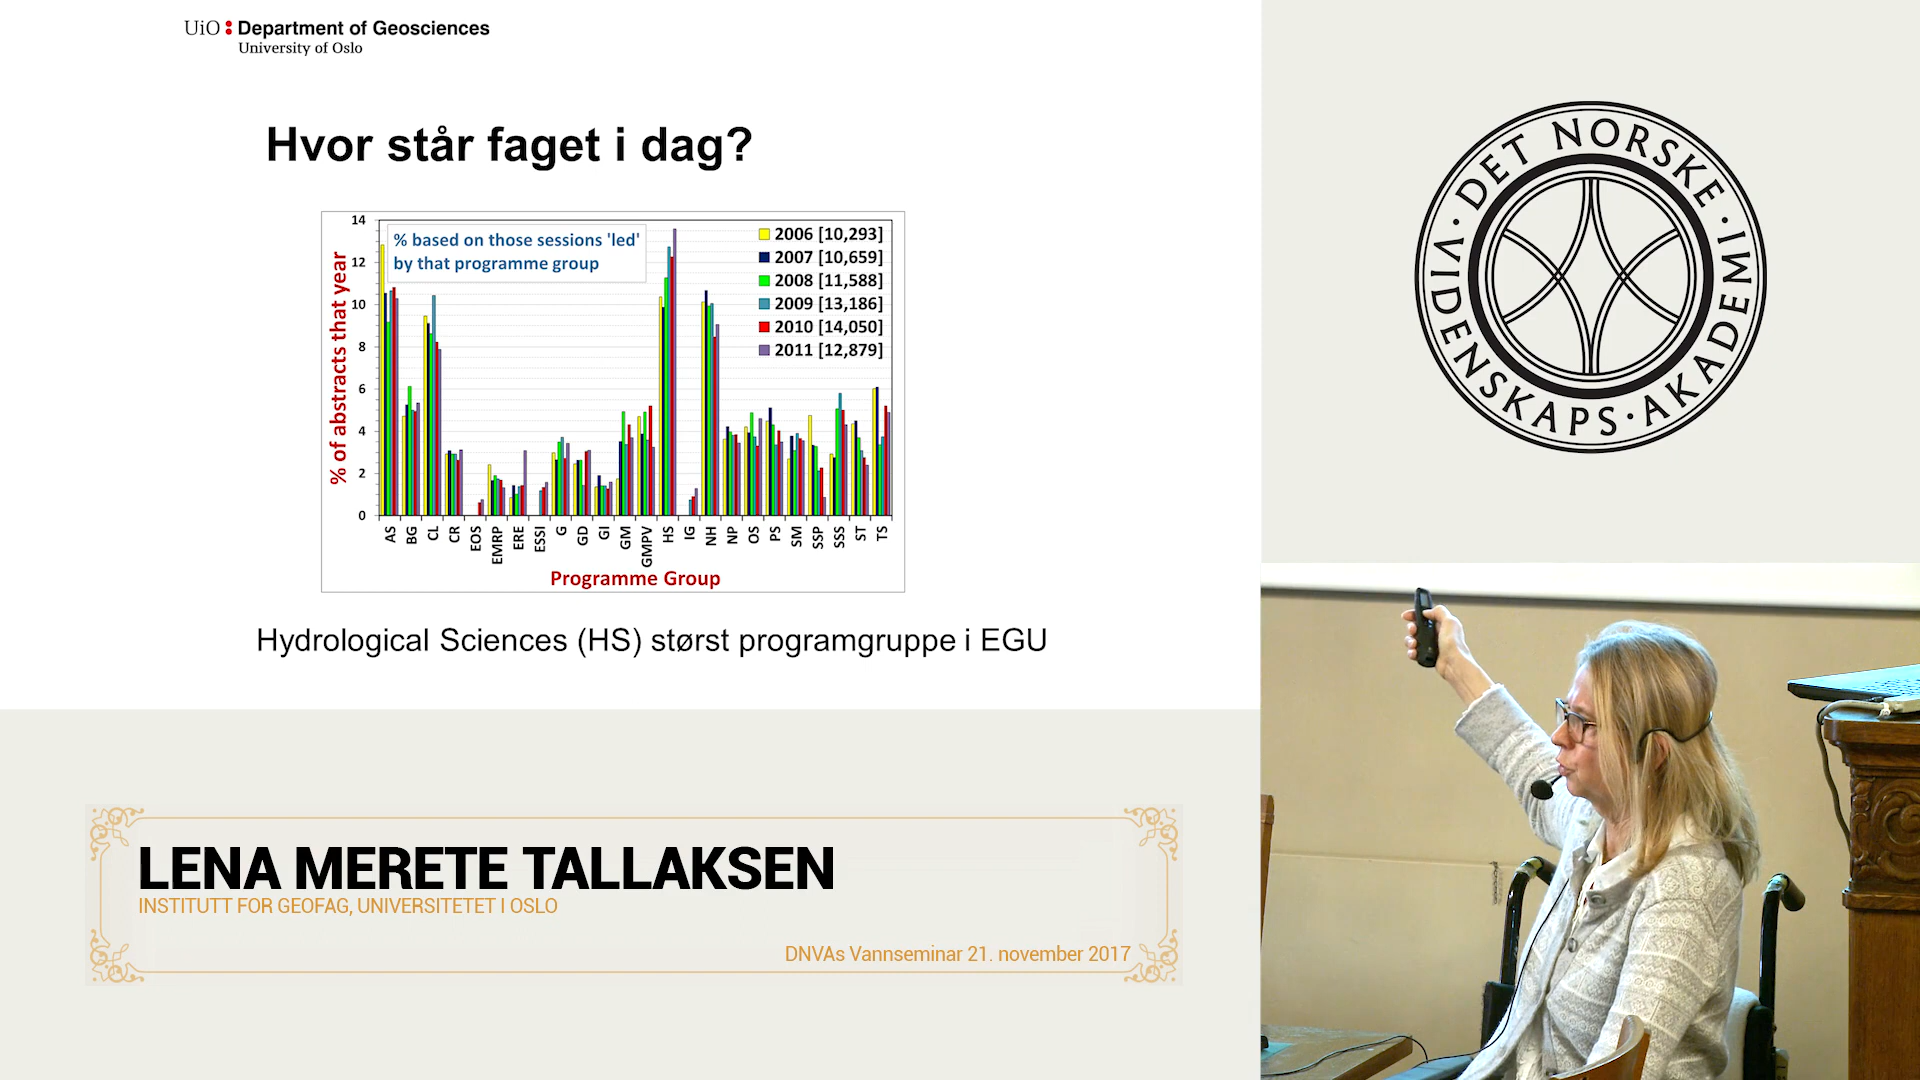 UiO Department of Geosciences
University of Oslo
Hvor står faget i dag?
% based on those sessions 'led'
by that programme group
2006 [10,293]
2007 [10,659]
2008 [11,588]
2009 [13,186]
2010 [14,050]
2011 [12,879]
% of abstracts that year
14
12
10
8
6
4
2
0
AS BG CL CR EOS EMRP ERE ESSI G GD GI GM GMPV HS IG NH NP OS PS SM SSP SSS ST TS
Programme Group
Hydrological Sciences (HS) størst programgruppe i EGU
DET NORSKE · VIDENSKAPS · AKADEMI ·
LENA MERETE TALLAKSEN
INSTITUTT FOR GEOFAG, UNIVERSITETET I OSLO
DNVAs Vannseminar 21. november 2017